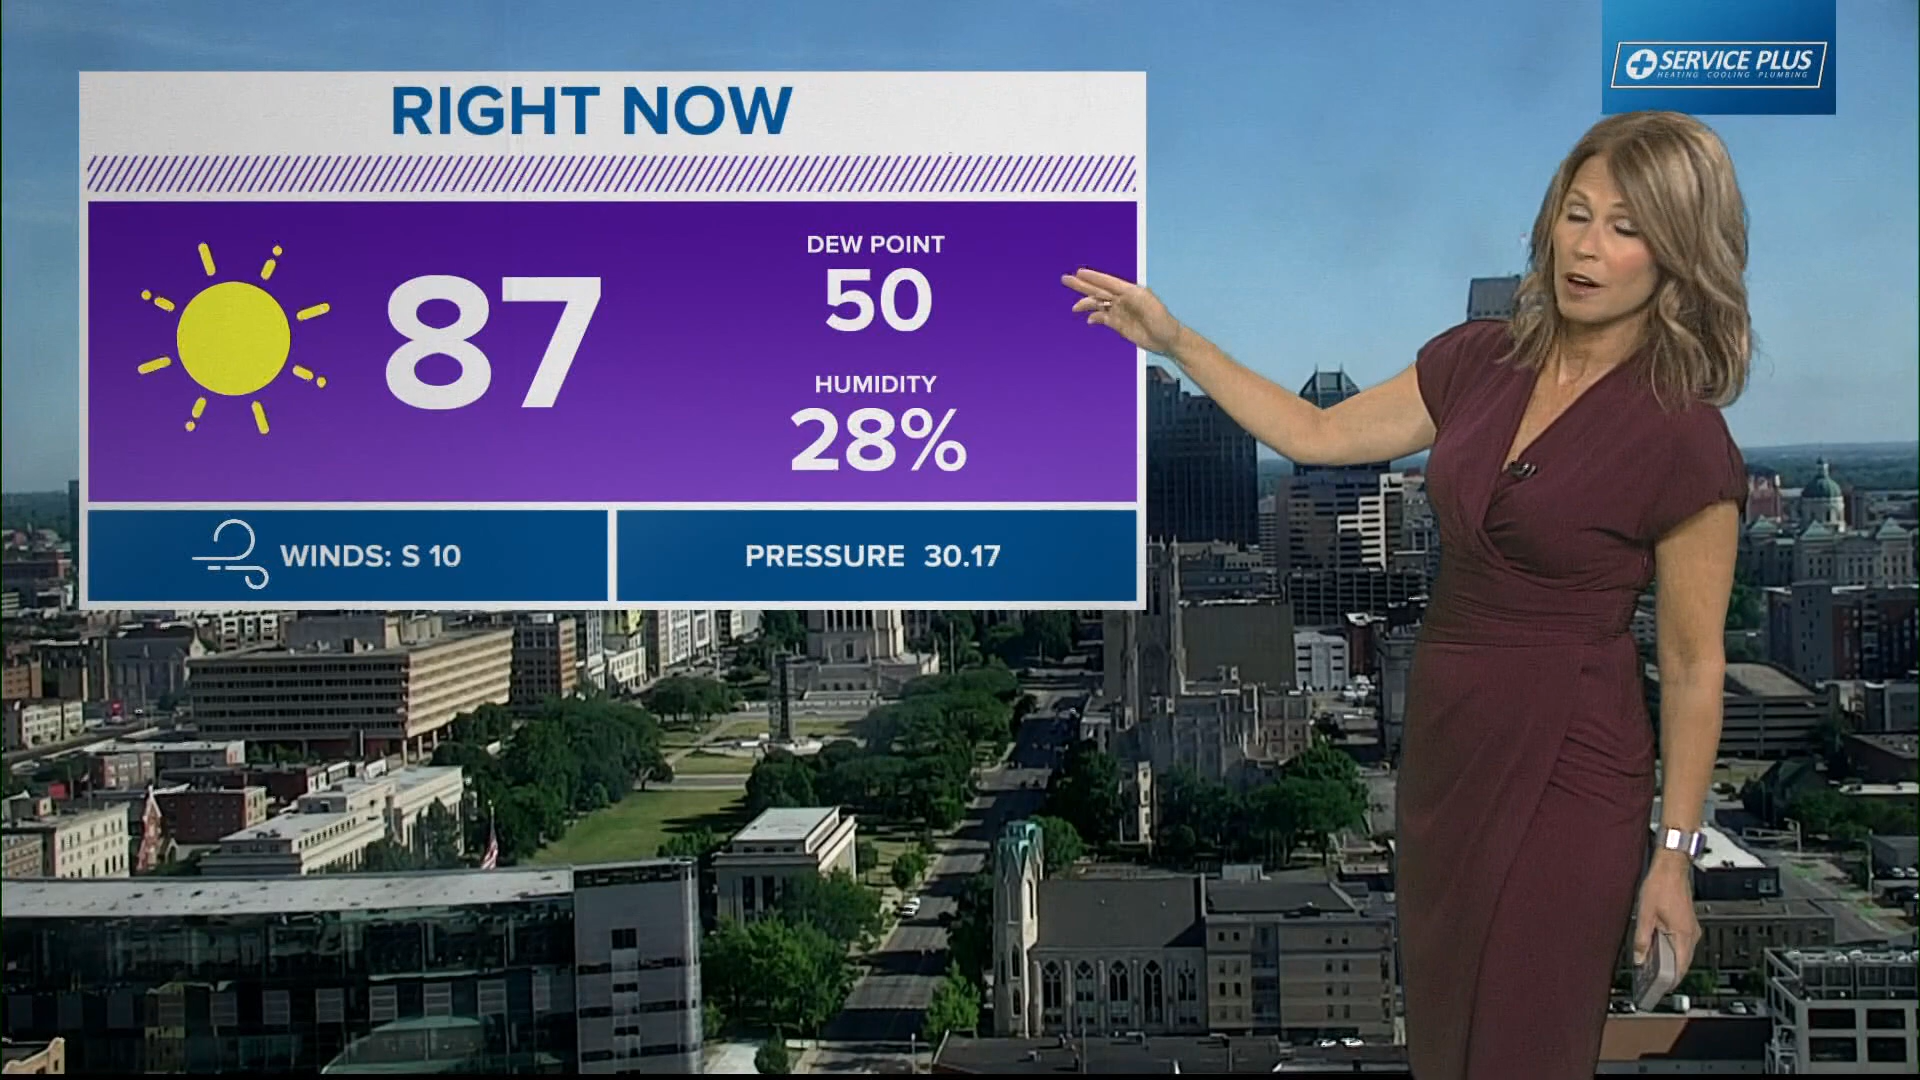 SERVICE PLUS
HEATING COOLING PLUMBING
RIGHT NOW
87
DEW POINT
50
HUMIDITY
28%
WINDS: S 10
PRESSURE 30.17